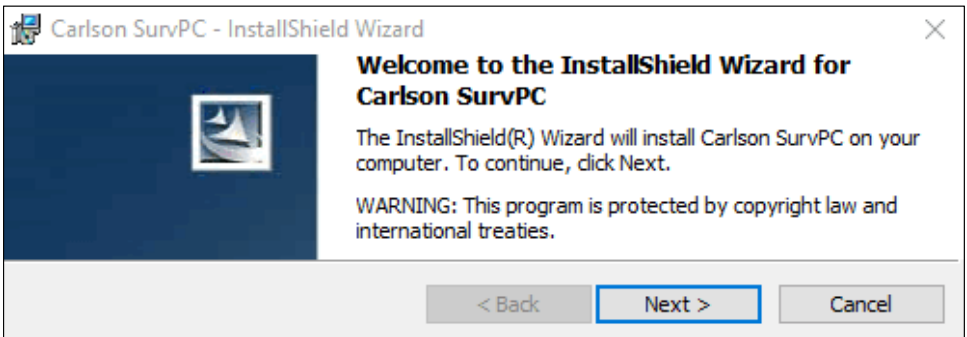 Carlson SurvPC - InstallShield Wizard
Welcome to the InstallShield Wizard for
Carlson SurvPC
The InstallShield(R) Wizard will install Carlson SurvPC on your
computer. To continue, click Next.
WARNING: This program is protected by copyright law and
international treaties.
< Back
Next >
Cancel